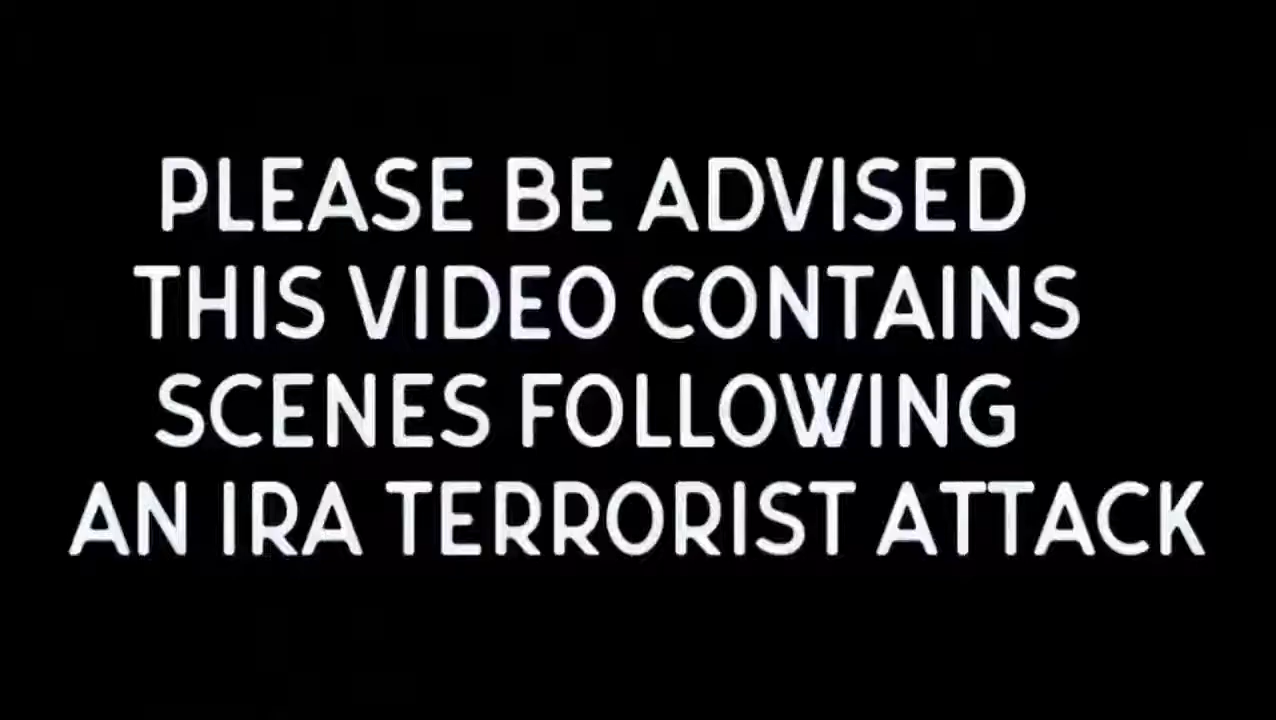 PLEASE BE ADVISED
THIS VIDEO CONTAINS
SCENES FOLLOWING
AN IRA TERRORIST ATTACK